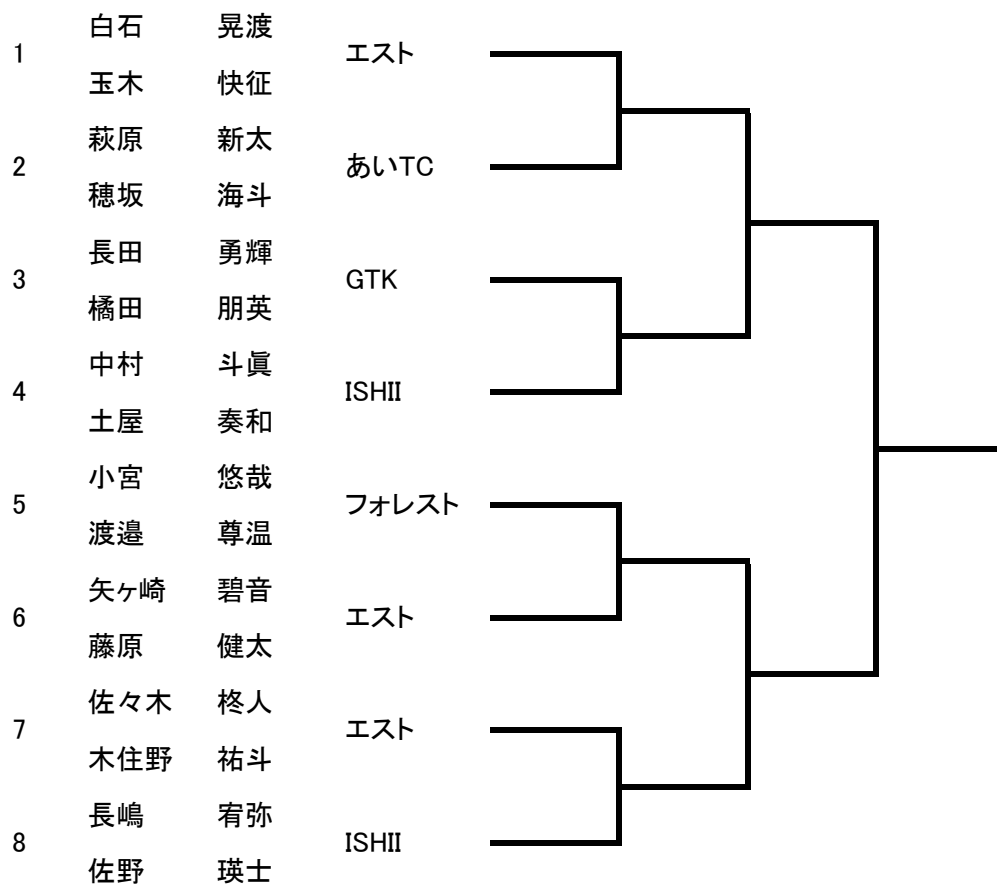 白石 晃渡
1 エスト
玉木 快征
萩原 新太
2 あいTC
穂坂 海斗
長田 勇輝
3 GTK
橘田 朋英
中村 斗眞
4 ISHII
土屋 奏和
小宮 悠哉
5 フォレスト
渡邉 尊温
矢ヶ崎 碧音
6 エスト
藤原 健太
佐々木 柊人
7 エスト
木住野 祐斗
長嶋 宥弥
8 ISHII
佐野 瑛士